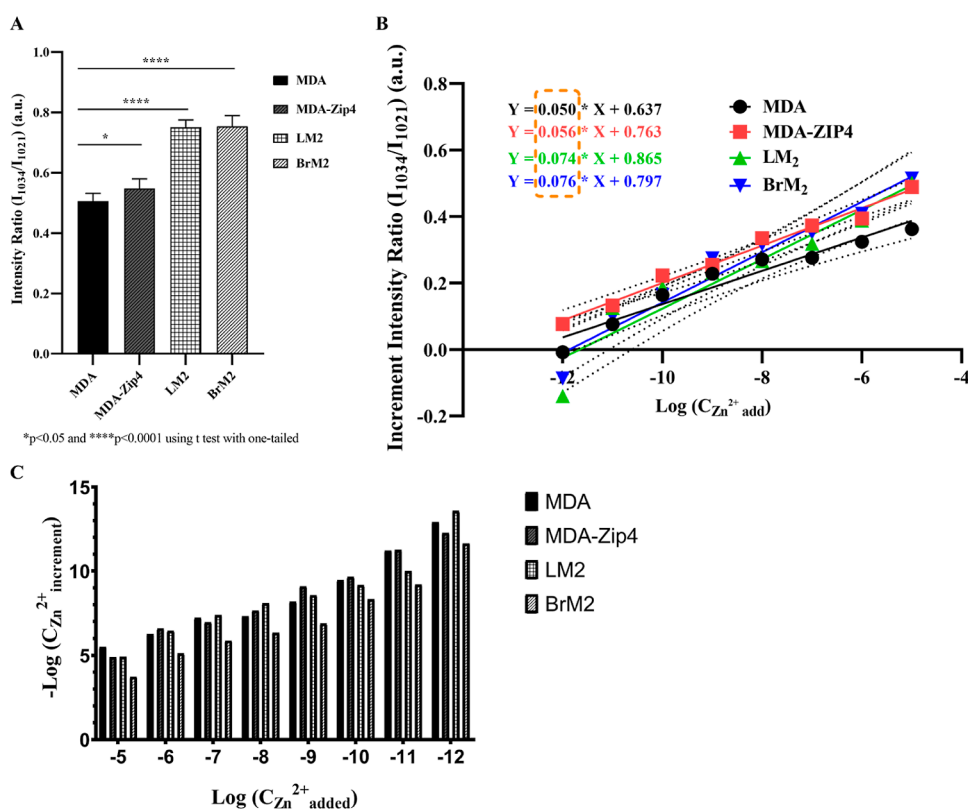 A
Intensity Ratio (I1034/I1021) (a.u.)
1.0
0.8
0.6
0.4
0.2
0.0
****
****
*
MDA
MDA-Zip4
LM2
BrM2
MDA
MDA-Zip4
LM2
BrM2
*p<0.05 and ****p<0.0001 using t test with one-tailed
B
Increment Intensity Ratio (I1034/I1021) (a.u.)
0.8
0.6
0.4
0.2
0.0
-0.2
Y = 0.050 * X + 0.637
Y = 0.056 * X + 0.763
Y = 0.074 * X + 0.865
Y = 0.076 * X + 0.797
MDA
MDA-ZIP4
LM2
BrM2
-12
-10
-8
-6
-4
Log (CZn2+ add)
C
-Log (CZn2+ increment)
15
10
5
0
-5
-6
-7
-8
-9
-10
-11
-12
Log (CZn2+ added)
MDA
MDA-Zip4
LM2
BrM2